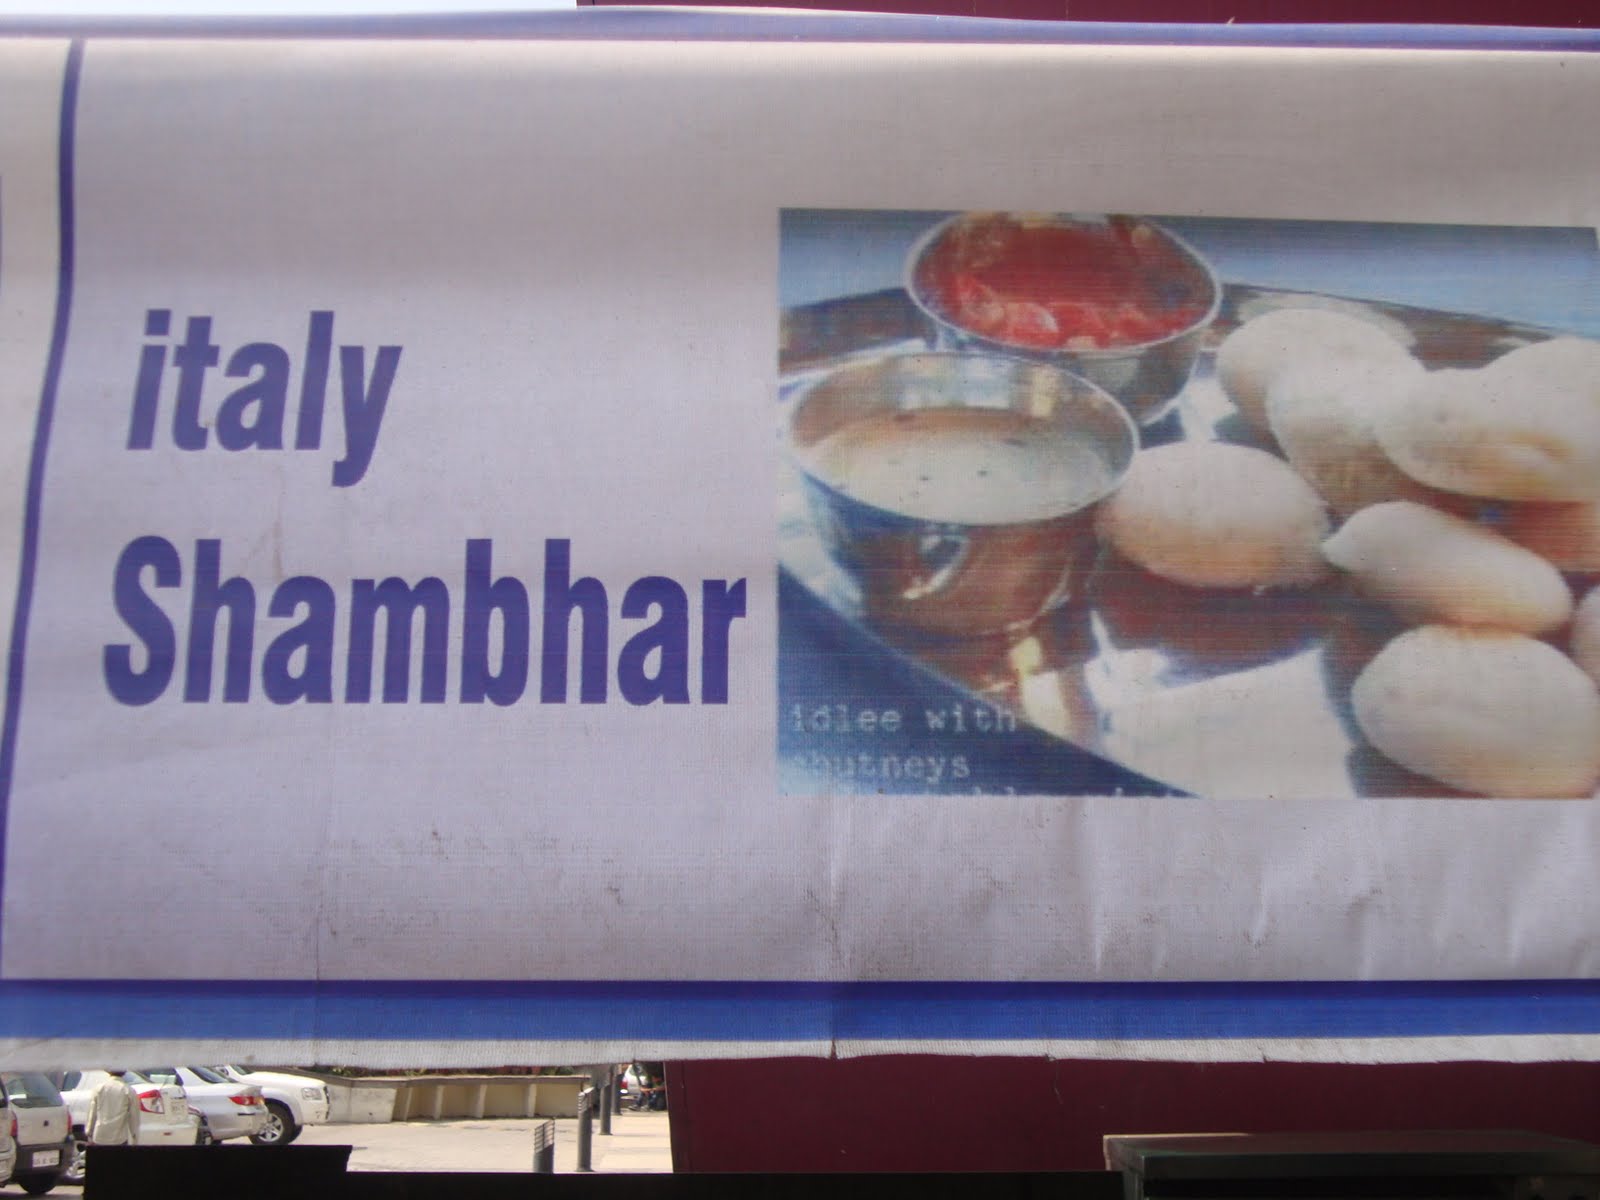 italy
Shambhar
idlee with
chutneys